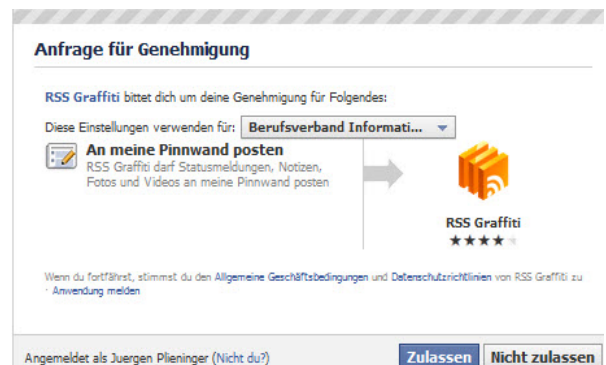 Anfrage für Genehmigung
RSS Graffiti bittet dich um deine Genehmigung für Folgendes:
Diese Einstellungen verwenden für: Berufsverband Informati...
An meine Pinnwand posten
RSS Graffiti darf Statusmeldungen, Notizen,
Fotos und Videos an meine Pinnwand posten
RSS Graffiti
Wenn du fortfährst, stimmst du den Allgemeine Geschäftsbedingungen und Datenschutzrichtlinien von RSS Graffiti zu
· Anwendung melden
Angemeldet als Juergen Plieninger (Nicht du?) Zulassen Nicht zulassen